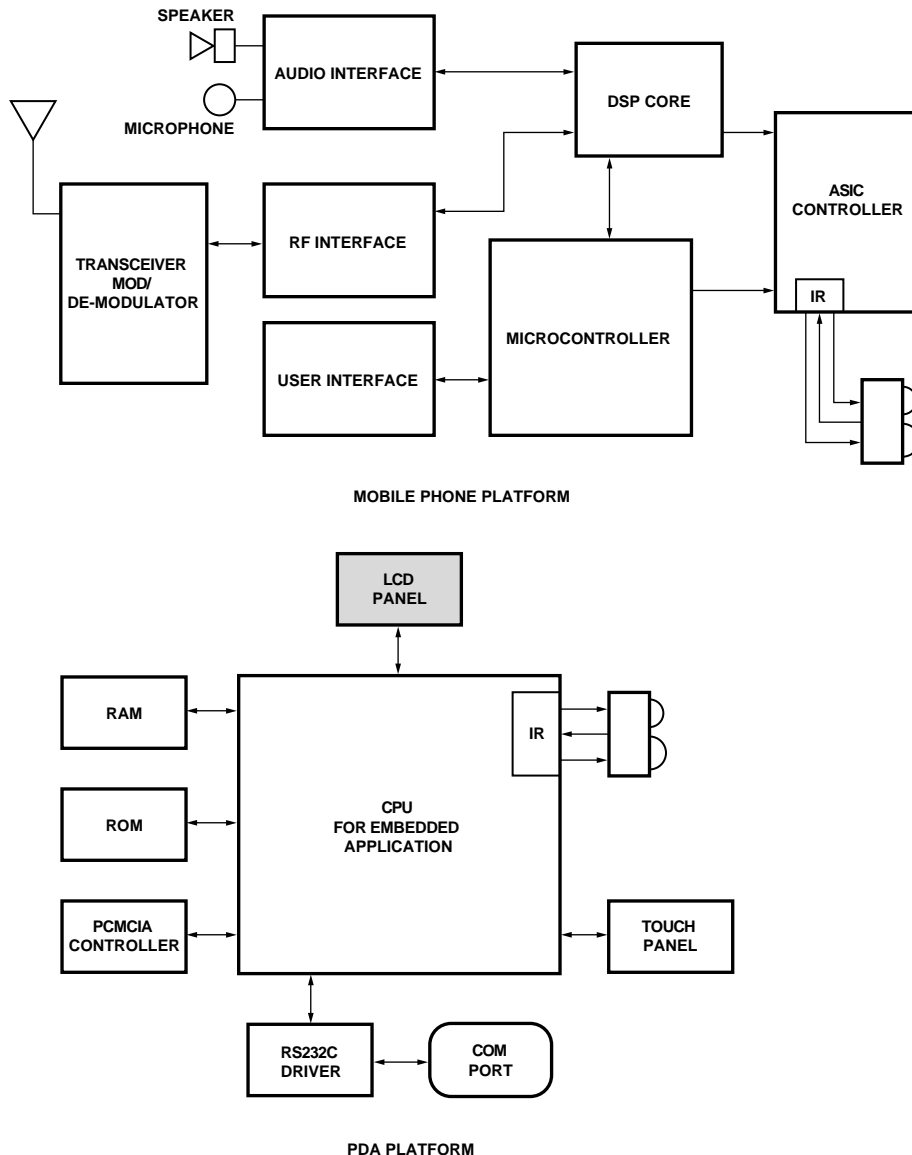 SPEAKER
AUDIO INTERFACE
MICROPHONE
DSP CORE
ASIC
CONTROLLER
RF INTERFACE
TRANSCEIVER
MOD/
DE-MODULATOR
IR
MICROCONTROLLER
USER INTERFACE
MOBILE PHONE PLATFORM
LCD
PANEL
RAM
IR
ROM
CPU
FOR EMBEDDED
APPLICATION
PCMCIA
CONTROLLER
TOUCH
PANEL
RS232C
DRIVER
COM
PORT
PDA PLATFORM